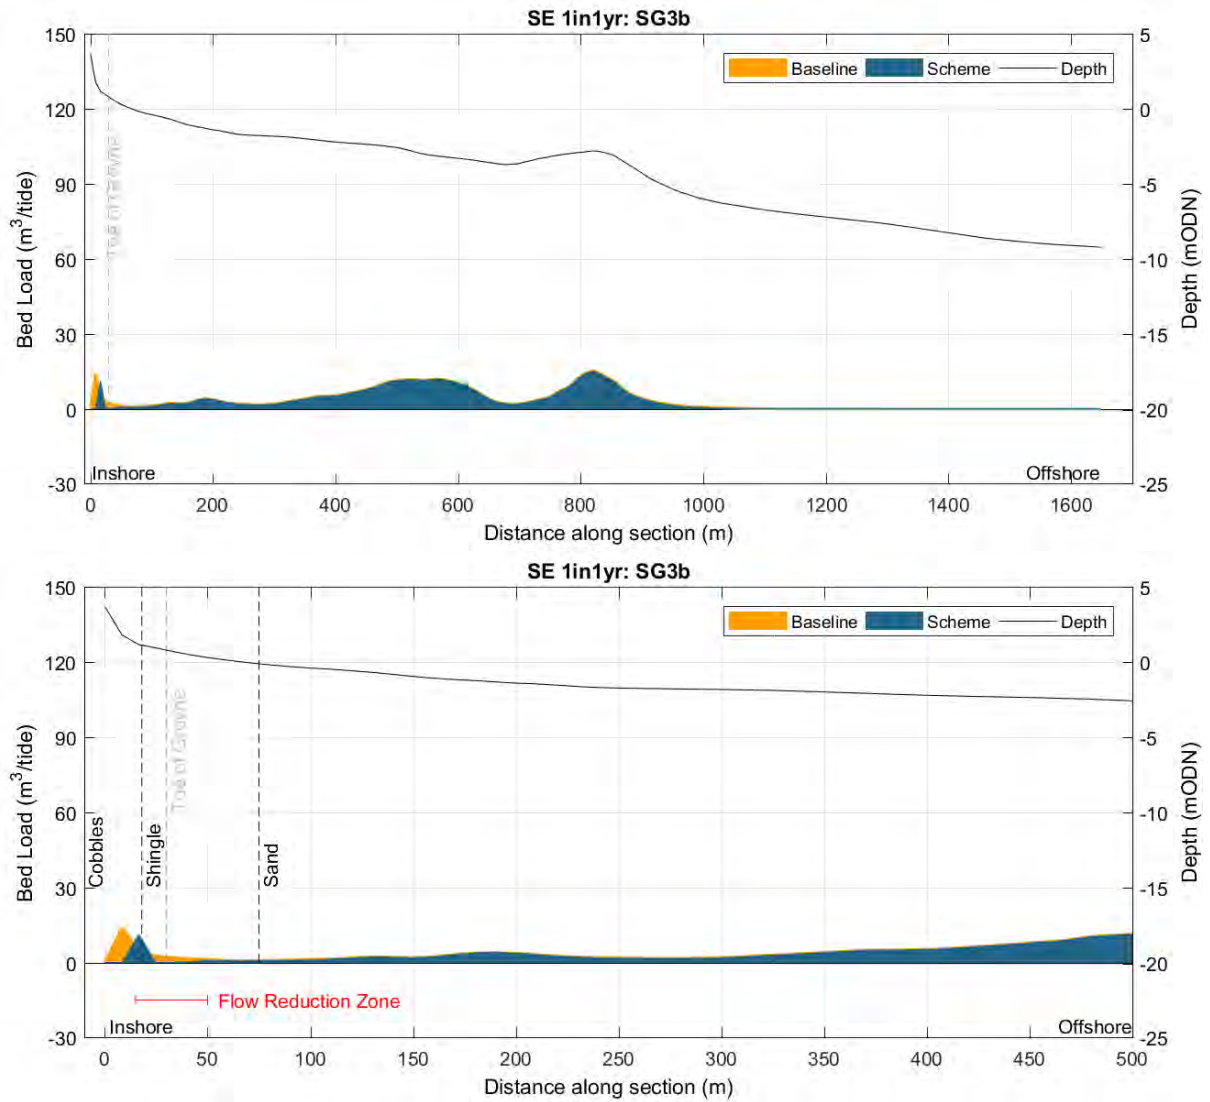 SE 1in1yr: SG3b
150
120
90
60
30
0
-30
Bed Load (m³/tide)
5
0
-5
-10
-15
-20
-25
Depth (mODN)
Baseline
Scheme
Depth
Toe of Groyne
Inshore
Offshore
0
200
400
600
800
1000
1200
1400
1600
Distance along section (m)
SE 1in1yr: SG3b
150
120
90
60
30
0
-30
Bed Load (m³/tide)
5
0
-5
-10
-15
-20
-25
Depth (mODN)
Baseline
Scheme
Depth
Cobbles
Shingle
Toe of Groyne
Sand
Flow Reduction Zone
Inshore
Offshore
0
50
100
150
200
250
300
350
400
450
500
Distance along section (m)